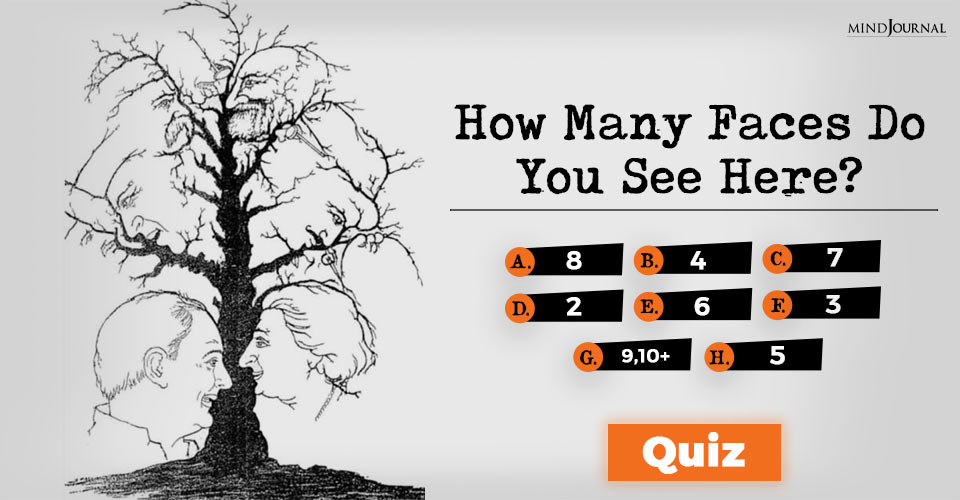 MINDJOURNAL
How Many Faces Do
You See Here?
A. 8 B. 4 C. 7
D. 2 E. 6 F. 3
G. 9,10+ H. 5
Quiz